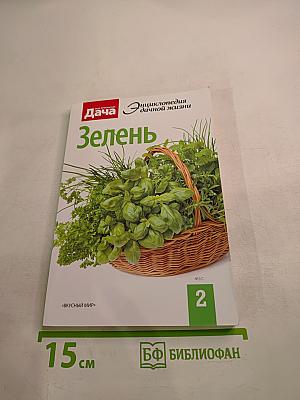 Дача
Энциклопедия
дачной жизни
Зелень
«ВКУСНЫЙ МИР»
2
15 см
БФ БИБЛИОФАН